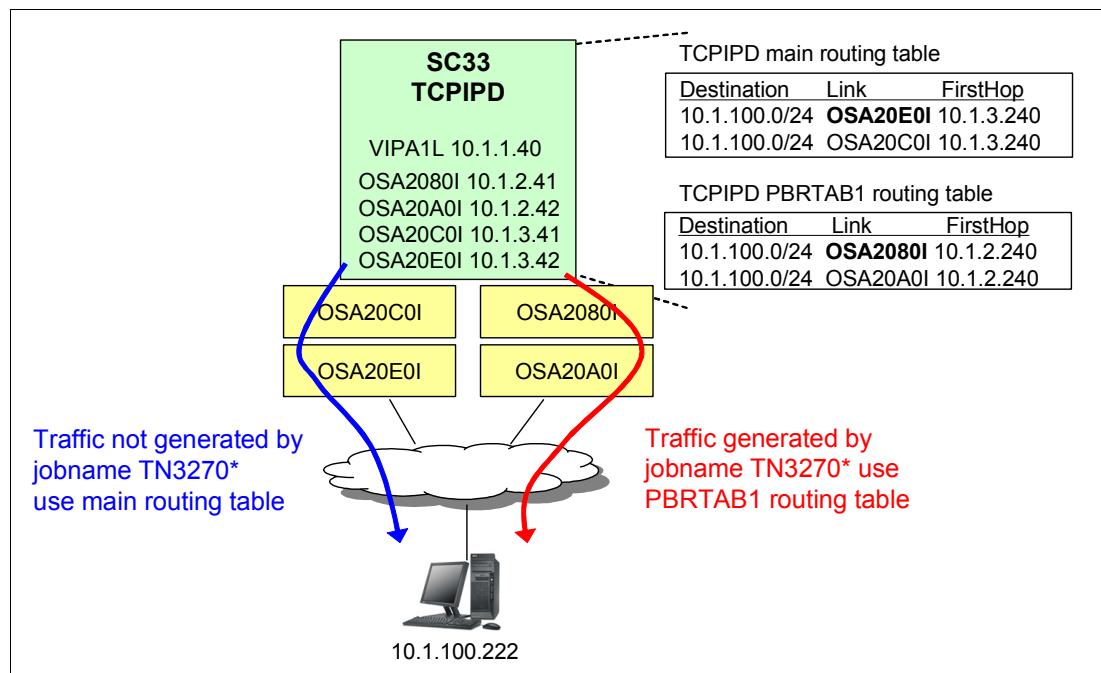 SC33
TCPIPD
VIPA1L 10.1.1.40
OSA2080I 10.1.2.41
OSA20A0I 10.1.2.42
OSA20C0I 10.1.3.41
OSA20E0I 10.1.3.42
TCPIPD main routing table
Destination Link FirstHop
10.1.100.0/24 OSA20E0I 10.1.3.240
10.1.100.0/24 OSA20C0I 10.1.3.240
TCPIPD PBRTAB1 routing table
Destination Link FirstHop
10.1.100.0/24 OSA2080I 10.1.2.240
10.1.100.0/24 OSA20A0I 10.1.2.240
OSA20C0I
OSA2080I
OSA20E0I
OSA20A0I
Traffic not generated by
jobname TN3270*
use main routing table
Traffic generated by
jobname TN3270* use
PBRTAB1 routing table
10.1.100.222